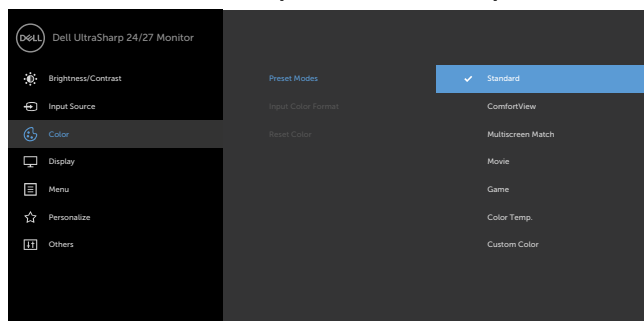 DELL Dell UltraSharp 24/27 Monitor
Brightness/Contrast Preset Modes Standard
Input Source Input Color Format ComfortView
Color Reset Color Multiscreen Match
Display Movie
Menu Game
Personalize Color Temp.
Others Custom Color